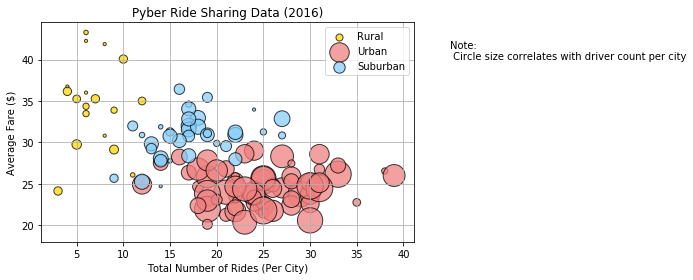 Pyber Ride Sharing Data (2016)
Rural
Urban
Suburban
Note:
Circle size correlates with driver count per city
Average Fare ($)
40
35
30
25
20
5
10
15
20
25
30
35
40
Total Number of Rides (Per City)